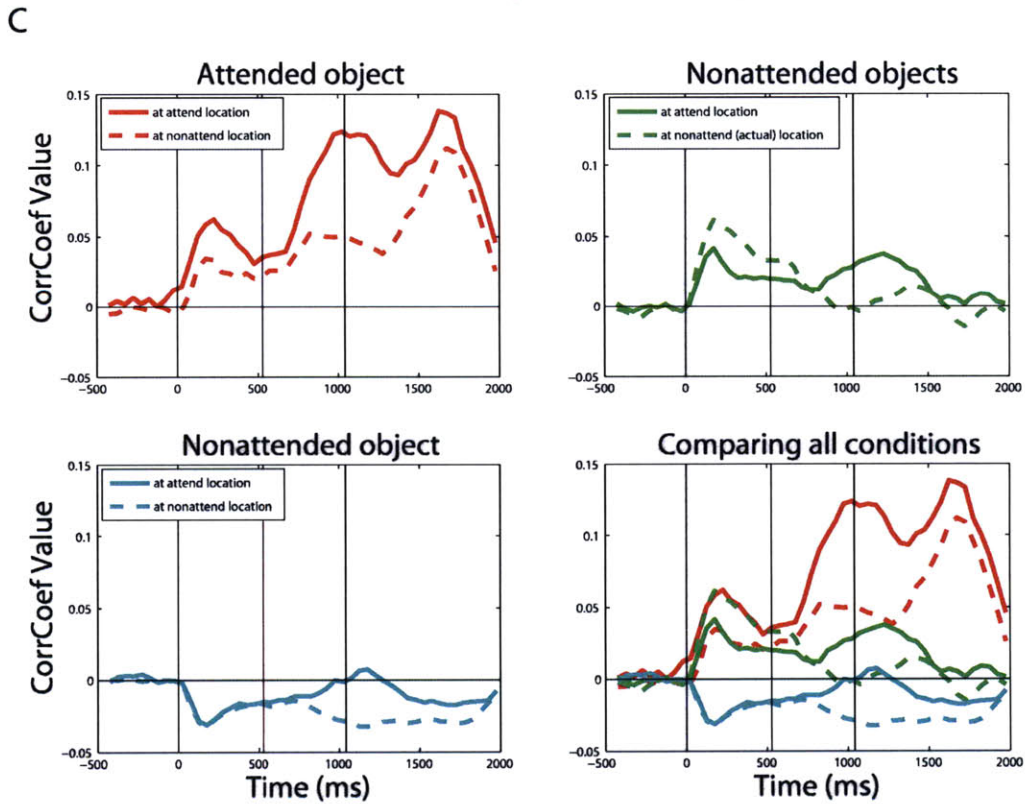 C
Attended object
at attend location
at nonattend location
CorrCoef Value
0.15
0.1
0.05
0
−0.05
−500
0
500
1000
1500
2000
Nonattended objects
at attend location
at nonattend (actual) location
0.15
0.1
0.05
0
−0.05
−500
0
500
1000
1500
2000
Nonattended object
at attend location
at nonattend location
CorrCoef Value
0.15
0.1
0.05
0
−0.05
−500
0
500
1000
1500
2000
Time (ms)
Comparing all conditions
0.15
0.1
0.05
0
−0.05
−500
0
500
1000
1500
2000
Time (ms)